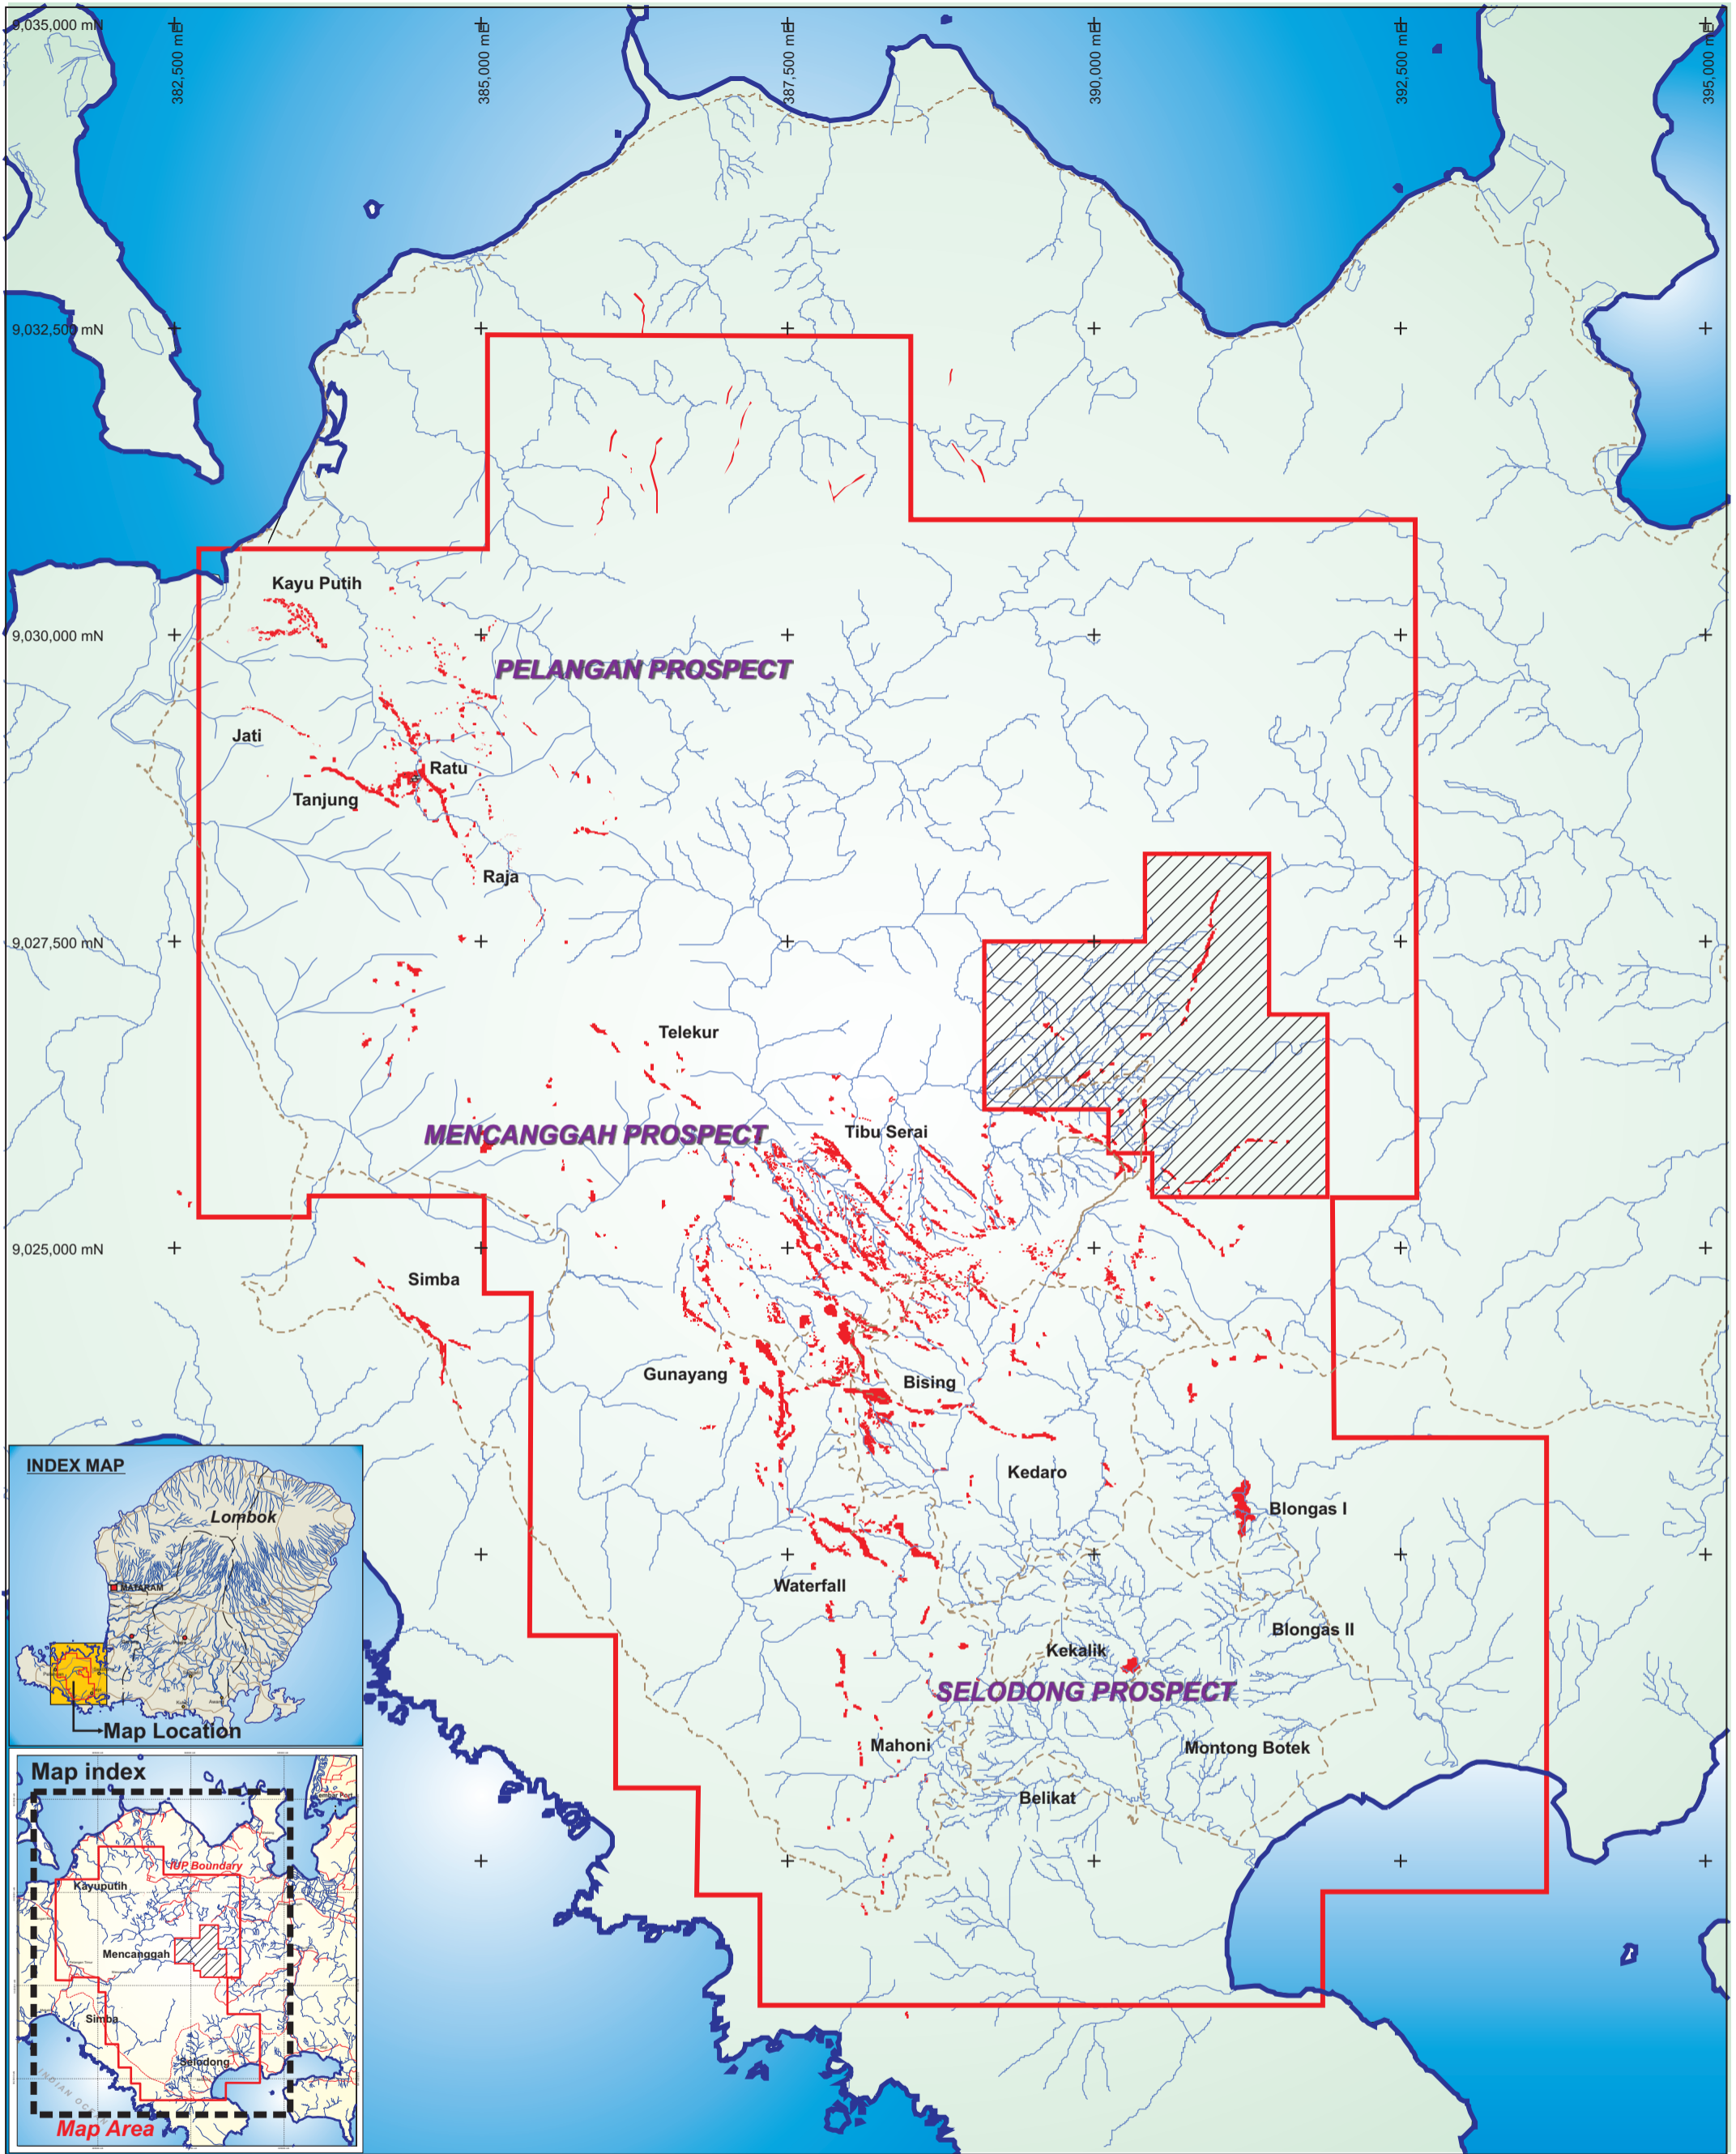 9,035,000 mN
382,500 mE
385,000 mE
387,500 mE
390,000 mE
392,500 mE
395,000 mE
9,032,500 mN
Kayu Putih
9,030,000 mN
PELANGAN PROSPECT
Jati
Ratu
Tanjung
Raja
9,027,500 mN
Telekur
MENCANGGAH PROSPECT
Tibu Serai
9,025,000 mN
Simba
Gunayang
Bising
Kedaro
Blongas I
Waterfall
Blongas II
Kekalik
SELODONG PROSPECT
Mahoni
Montong Botek
Belikat
INDEX MAP
Lombok
MATARAM
Map Location
Map index
IUP Boundary
Kayuputih
Mencanggah
Simba
Selodong
INDIAN OCEAN
Map Area